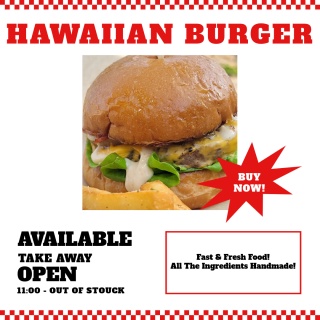 HAWAIIAN BURGER
BUY
NOW!
AVAILABLE
TAKE AWAY
OPEN
11:00 - OUT OF STOUCK
Fast & Fresh Food!
All The Ingredients Handmade!